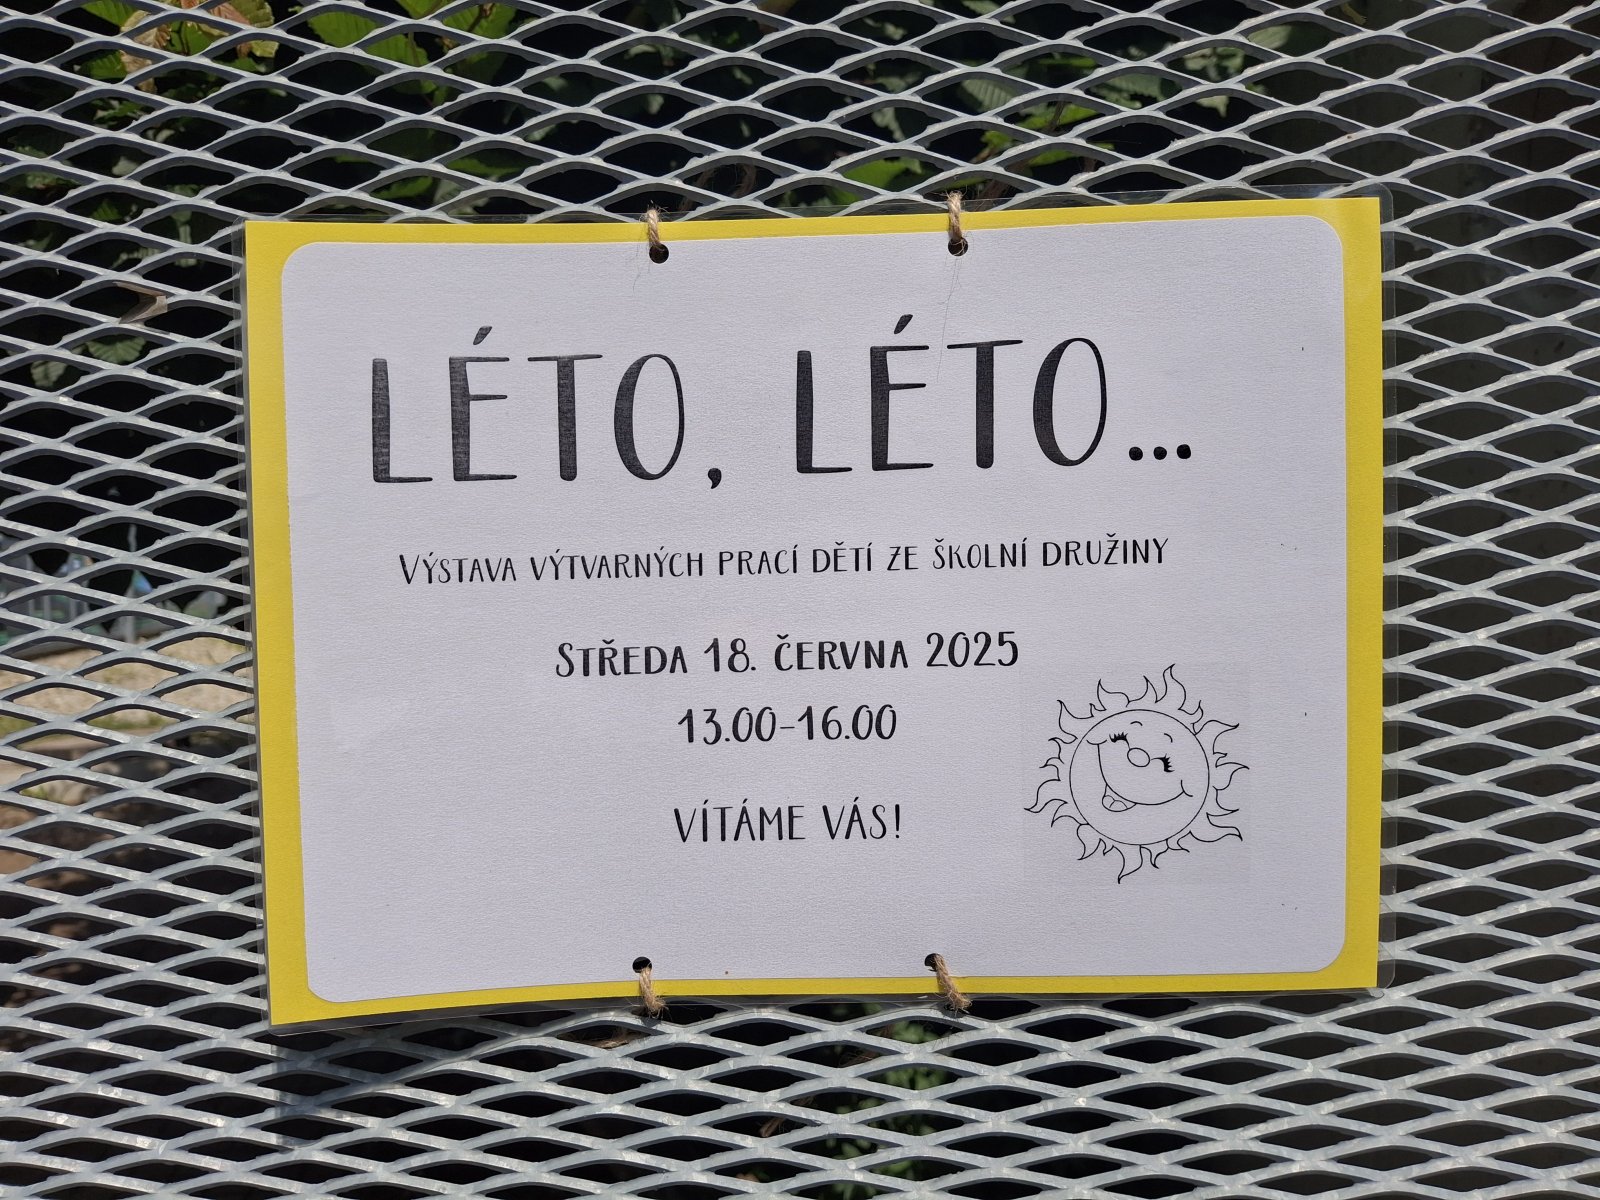 LÉTO, LÉTO...
VÝSTAVA VÝTVARNÝCH PRACÍ DĚTÍ ZE ŠKOLNÍ DRUŽINY
STŘEDA 18. ČERVNA 2025
13.00-16.00
VÍTÁME VÁS!